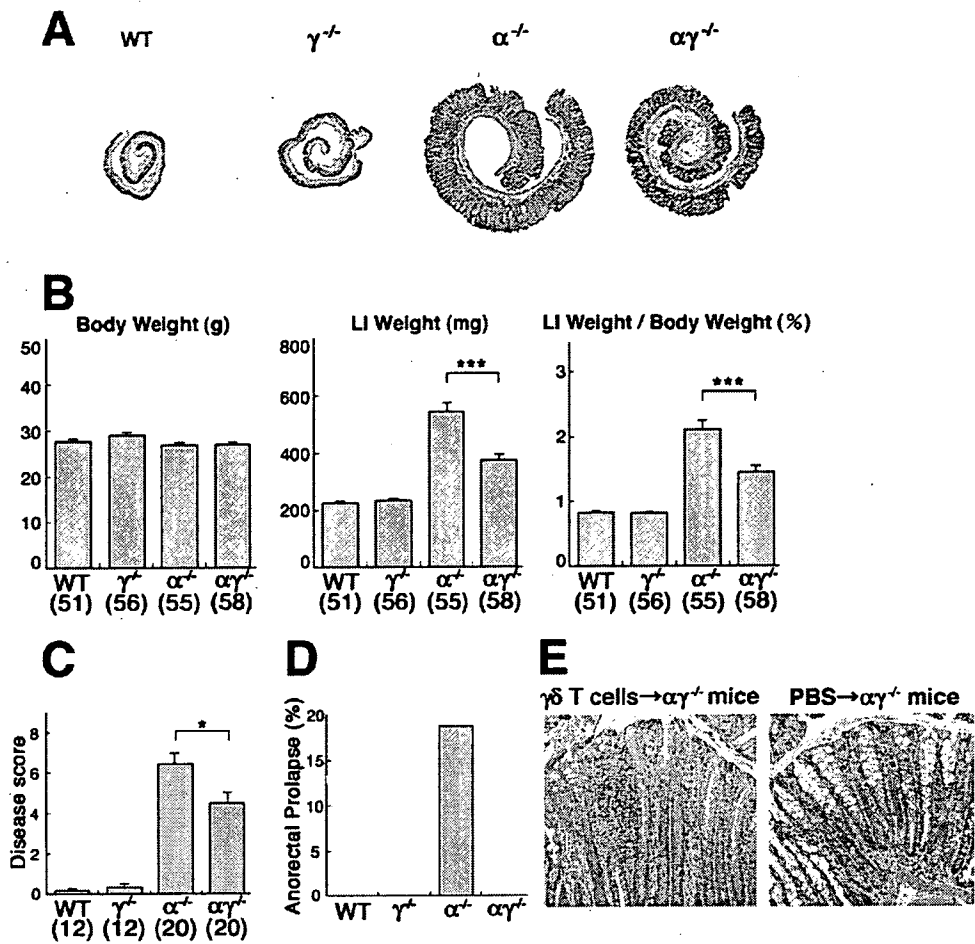 A
WT γ-/- α-/- αγ-/-
B
Body Weight (g)
50
40
30
20
10
0
WT γ-/- α-/- αγ-/-
(51) (56) (55) (58)
LI Weight (mg)
800
600
400
200
0
***
WT γ-/- α-/- αγ-/-
(51) (56) (55) (58)
LI Weight / Body Weight (%)
3
2
1
0
***
WT γ-/- α-/- αγ-/-
(51) (56) (55) (58)
C
Disease score
8
6
4
2
0
*
WT γ-/- α-/- αγ-/-
(12) (12) (20) (20)
D
Anorectal Prolapse (%)
20
15
10
5
0
WT γ-/- α-/- αγ-/-
E
γδ T cells→αγ-/- mice
PBS→αγ-/- mice